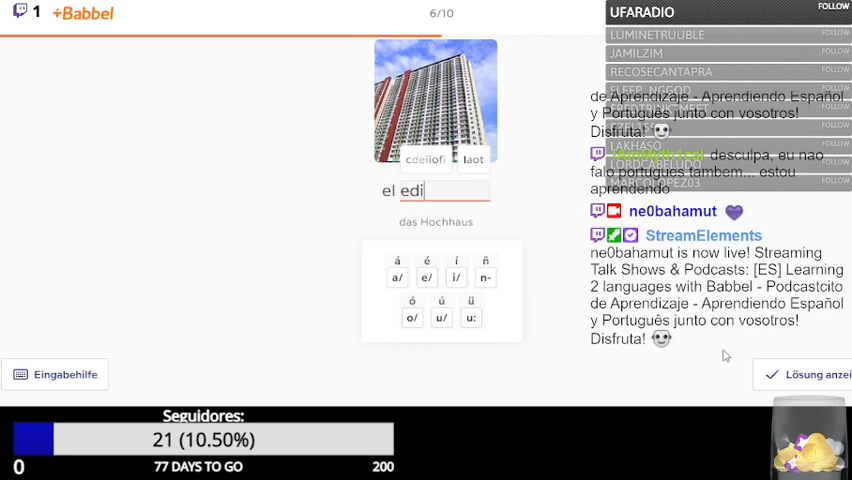 1 +Babbel
6/10
UFARADIO FOLLOW
LUMINETRUUBLE FOLLOW
JAMILZIM FOLLOW
RECOSECANTAPRA FOLLOW
FOLLOW
de Aprendizaje - Aprendiendo Español
FOLLOW
y Português junto con vosotros!
FOLLOW
Disfruta!
LAKHASO FOLLOW
desculpa, eu nao
LORDCABELUDO FOLLOW
falo portugues tambem... estou
MARCOLOPEZ03 FOLLOW
aprendendo
cdeiiofi laot
el edi
das Hochhaus
á é í ñ
a/ e/ i/ n-
ó ú ü
o/ u/ u:
ne0bahamut
StreamElements
ne0bahamut is now live! Streaming
Talk Shows & Podcasts: [ES] Learning
2 languages with Babbel - Podcastcito
de Aprendizaje - Aprendiendo Español
y Português junto con vosotros!
Disfruta!
Eingabehilfe
Lösung anzei
Seguidores:
21 (10.50%)
0 77 DAYS TO GO 200